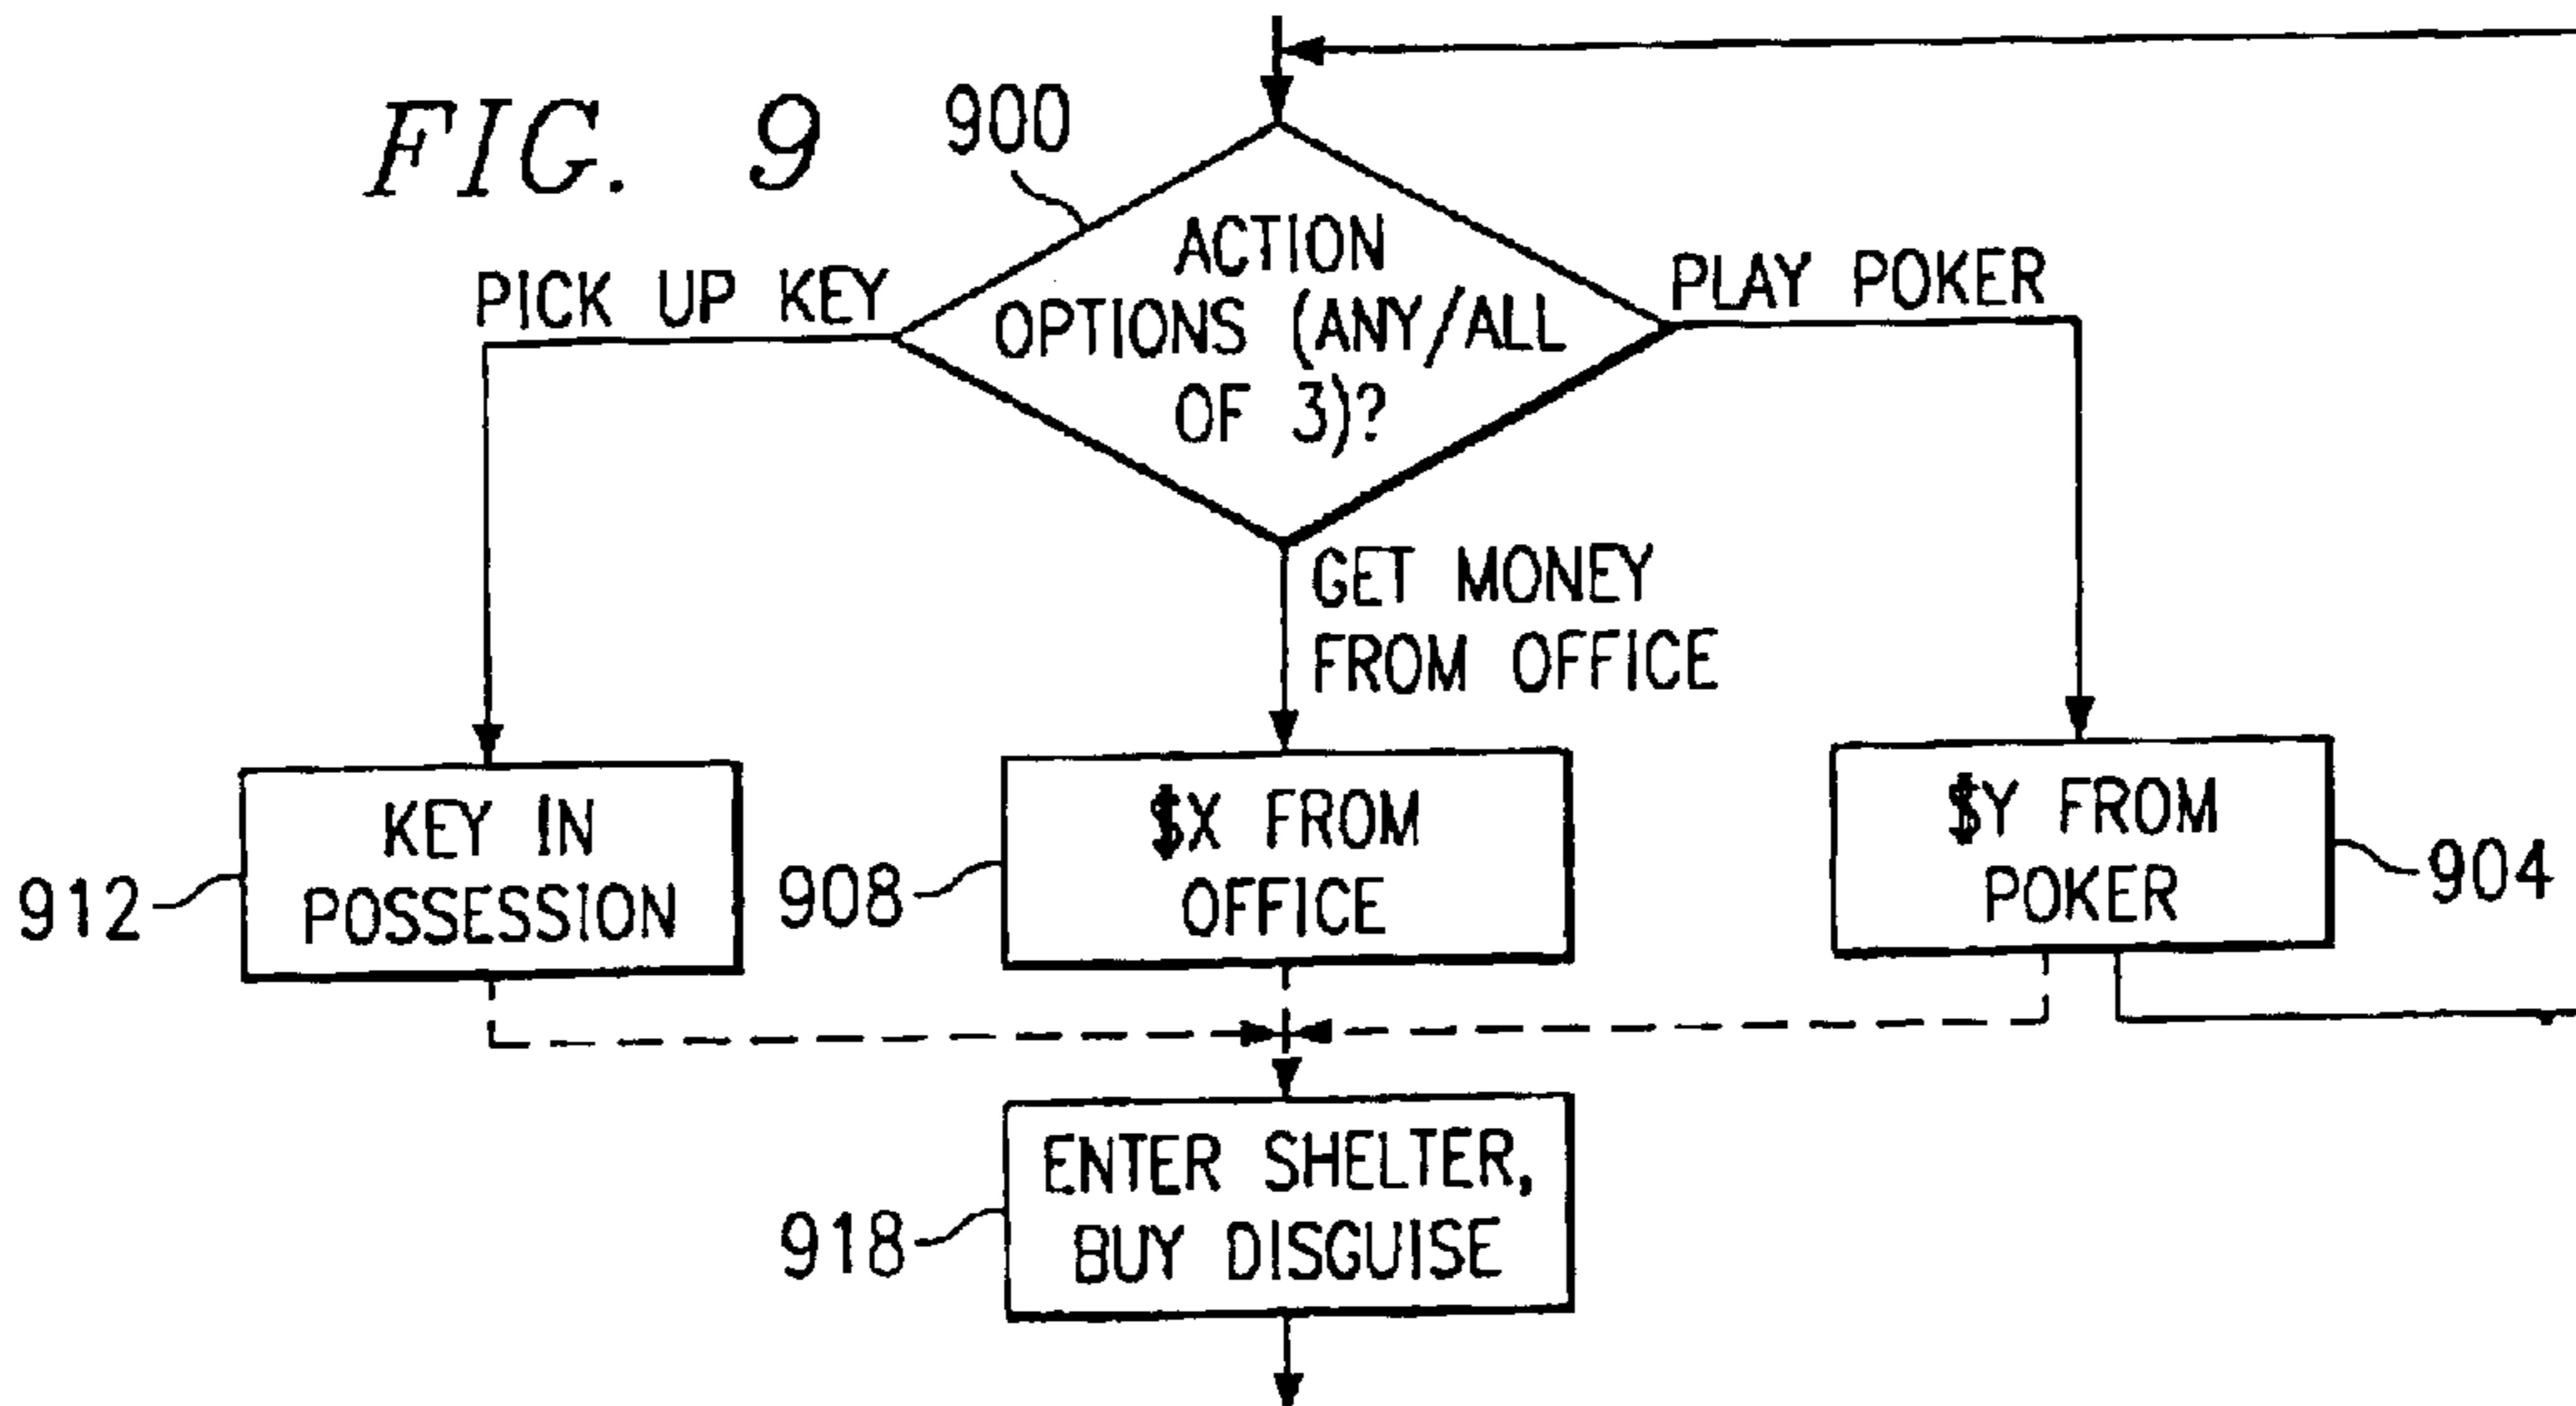 FIG. 9
900
ACTION
OPTIONS (ANY/ALL
OF 3)?
PICK UP KEY
PLAY POKER
GET MONEY
FROM OFFICE
KEY IN
POSSESSION
912
$X FROM
OFFICE
908
$Y FROM
POKER
904
ENTER SHELTER,
BUY DISGUISE
918